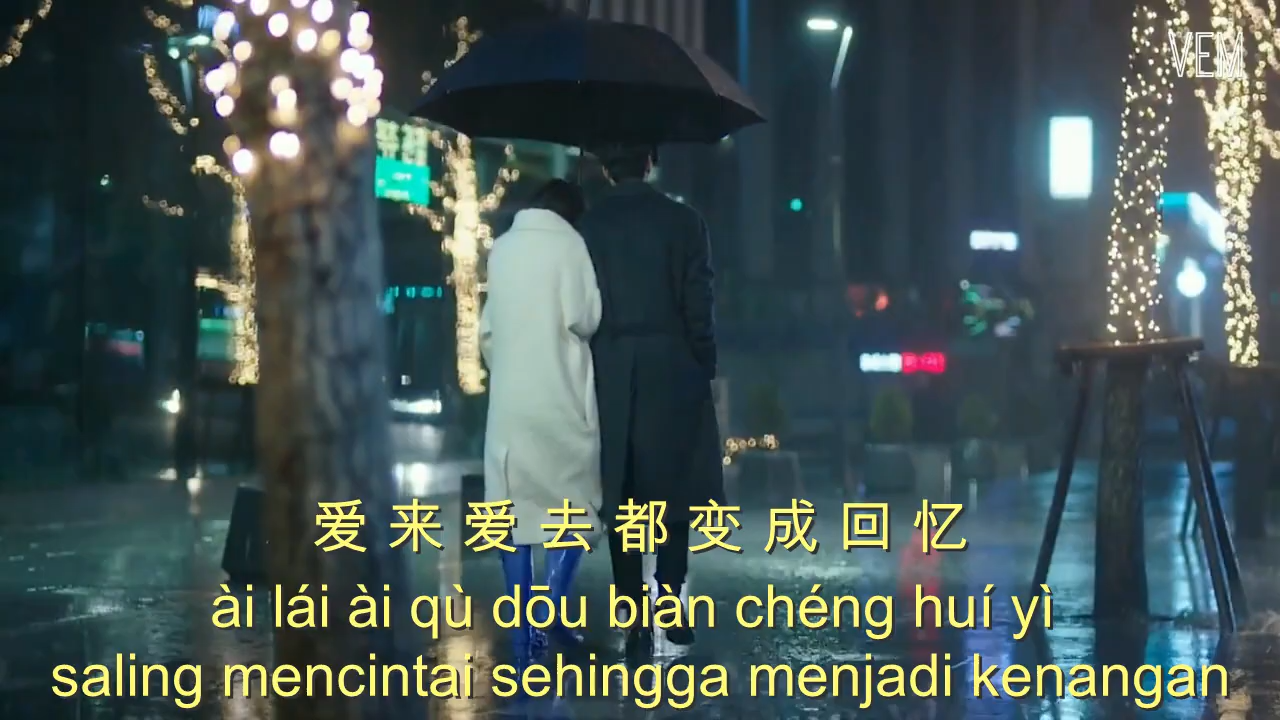 VEM
爱来爱去都变成回忆
ài lái ài qù dōu biàn chéng huí yì
saling mencintai sehingga menjadi kenangan